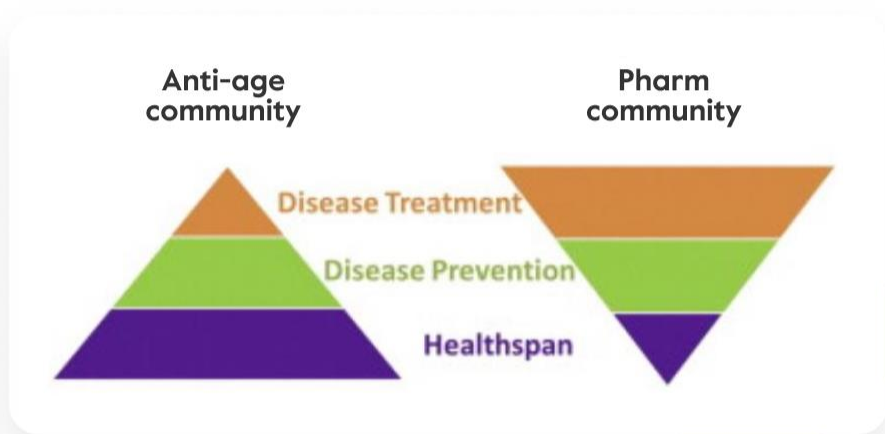 Anti-age
community
Pharm
community
Disease Treatment
Disease Prevention
Healthspan